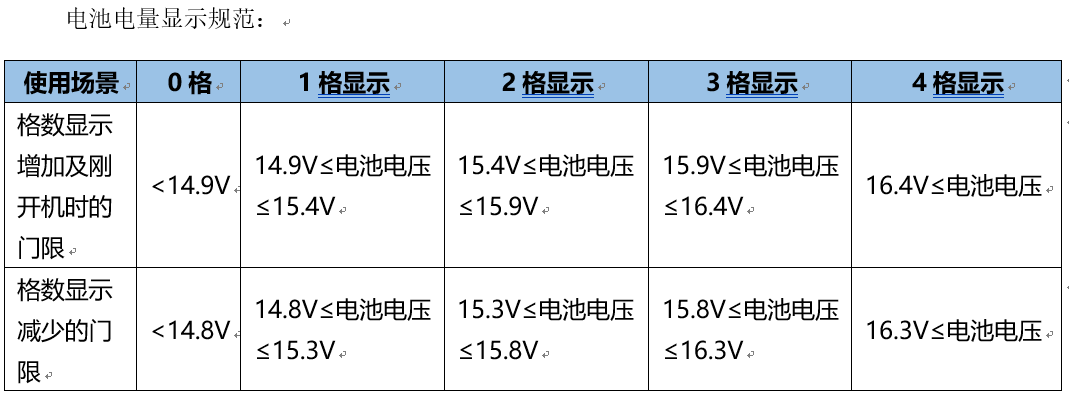 电池电量显示规范：
使用场景 0 格 1 格显示 2 格显示 3 格显示 4 格显示
格数显示
增加及刚
开机时的
门限
<14.9V
14.9V≤电池电压
≤15.4V
15.4V≤电池电压
≤15.9V
15.9V≤电池电压
≤16.4V
16.4V≤电池电压
格数显示
减少的门
限
<14.8V
14.8V≤电池电压
≤15.3V
15.3V≤电池电压
≤15.8V
15.8V≤电池电压
≤16.3V
16.3V≤电池电压